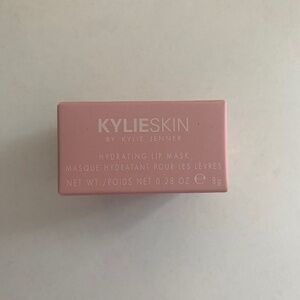 KYLIESKIN
BY KYLIE JENNER
HYDRATING LIP MASK
MASQUE HYDRATANT POUR LES LÈVRES
NET WT./POIDS NET 0.28 OZ ℮ 8g